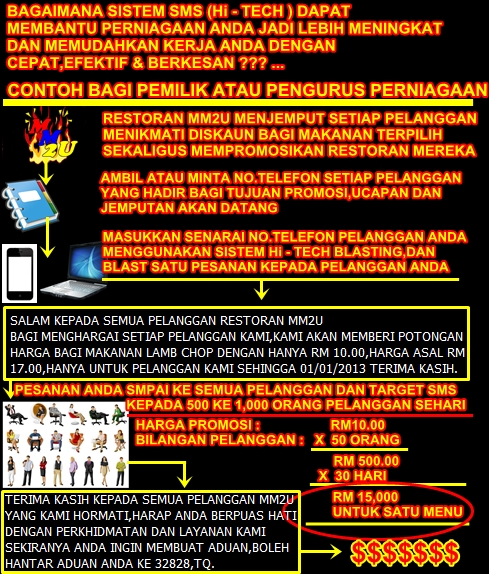 BAGAIMANA SISTEM SMS (Hi - TECH ) DAPAT
MEMBANTU PERNIAGAAN ANDA JADI LEBIH MENINGKAT
DAN MEMUDAHKAN KERJA ANDA DENGAN
CEPAT,EFEKTIF & BERKESAN ??? ...
CONTOH BAGI PEMILIK ATAU PENGURUS PERNIAGAAN
MM2U
RESTORAN MM2U MENJEMPUT SETIAP PELANGGAN
MENIKMATI DISKAUN BAGI MAKANAN TERPILIH
SEKALIGUS MEMPROMOSIKAN RESTORAN MEREKA
AMBIL ATAU MINTA NO.TELEFON SETIAP PELANGGAN
YANG HADIR BAGI TUJUAN PROMOSI,UCAPAN DAN
JEMPUTAN AKAN DATANG
MASUKKAN SENARAI NO.TELEFON PELANGGAN ANDA
MENGGUNAKAN SISTEM Hi - TECH BLASTING,DAN
BLAST SATU PESANAN KEPADA PELANGGAN ANDA
SALAM KEPADA SEMUA PELANGGAN RESTORAN MM2U
BAGI MENGHARGAI SETIAP PELANGGAN KAMI,KAMI AKAN MEMBERI POTONGAN
HARGA BAGI MAKANAN LAMB CHOP DENGAN HANYA RM 10.00,HARGA ASAL RM
17.00,HANYA UNTUK PELANGGAN KAMI SEHINGGA 01/01/2013 TERIMA KASIH.
PESANAN ANDA SMPAI KE SEMUA PELANGGAN DAN TARGET SMS
KEPADA 500 KE 1,000 ORANG PELANGGAN SEHARI
HARGA PROMOSI : RM10.00
BILANGAN PELANGGAN : X 50 ORANG
RM 500.00
X 30 HARI
RM 15,000
UNTUK SATU MENU
TERIMA KASIH KEPADA SEMUA PELANGGAN MM2U
YANG KAMI HORMATI,HARAP ANDA BERPUAS HATI
DENGAN PERKHIDMATAN DAN LAYANAN KAMI
SEKIRANYA ANDA INGIN MEMBUAT ADUAN,BOLEH
HANTAR ADUAN ANDA KE 32828,TQ.
$$$$$$$